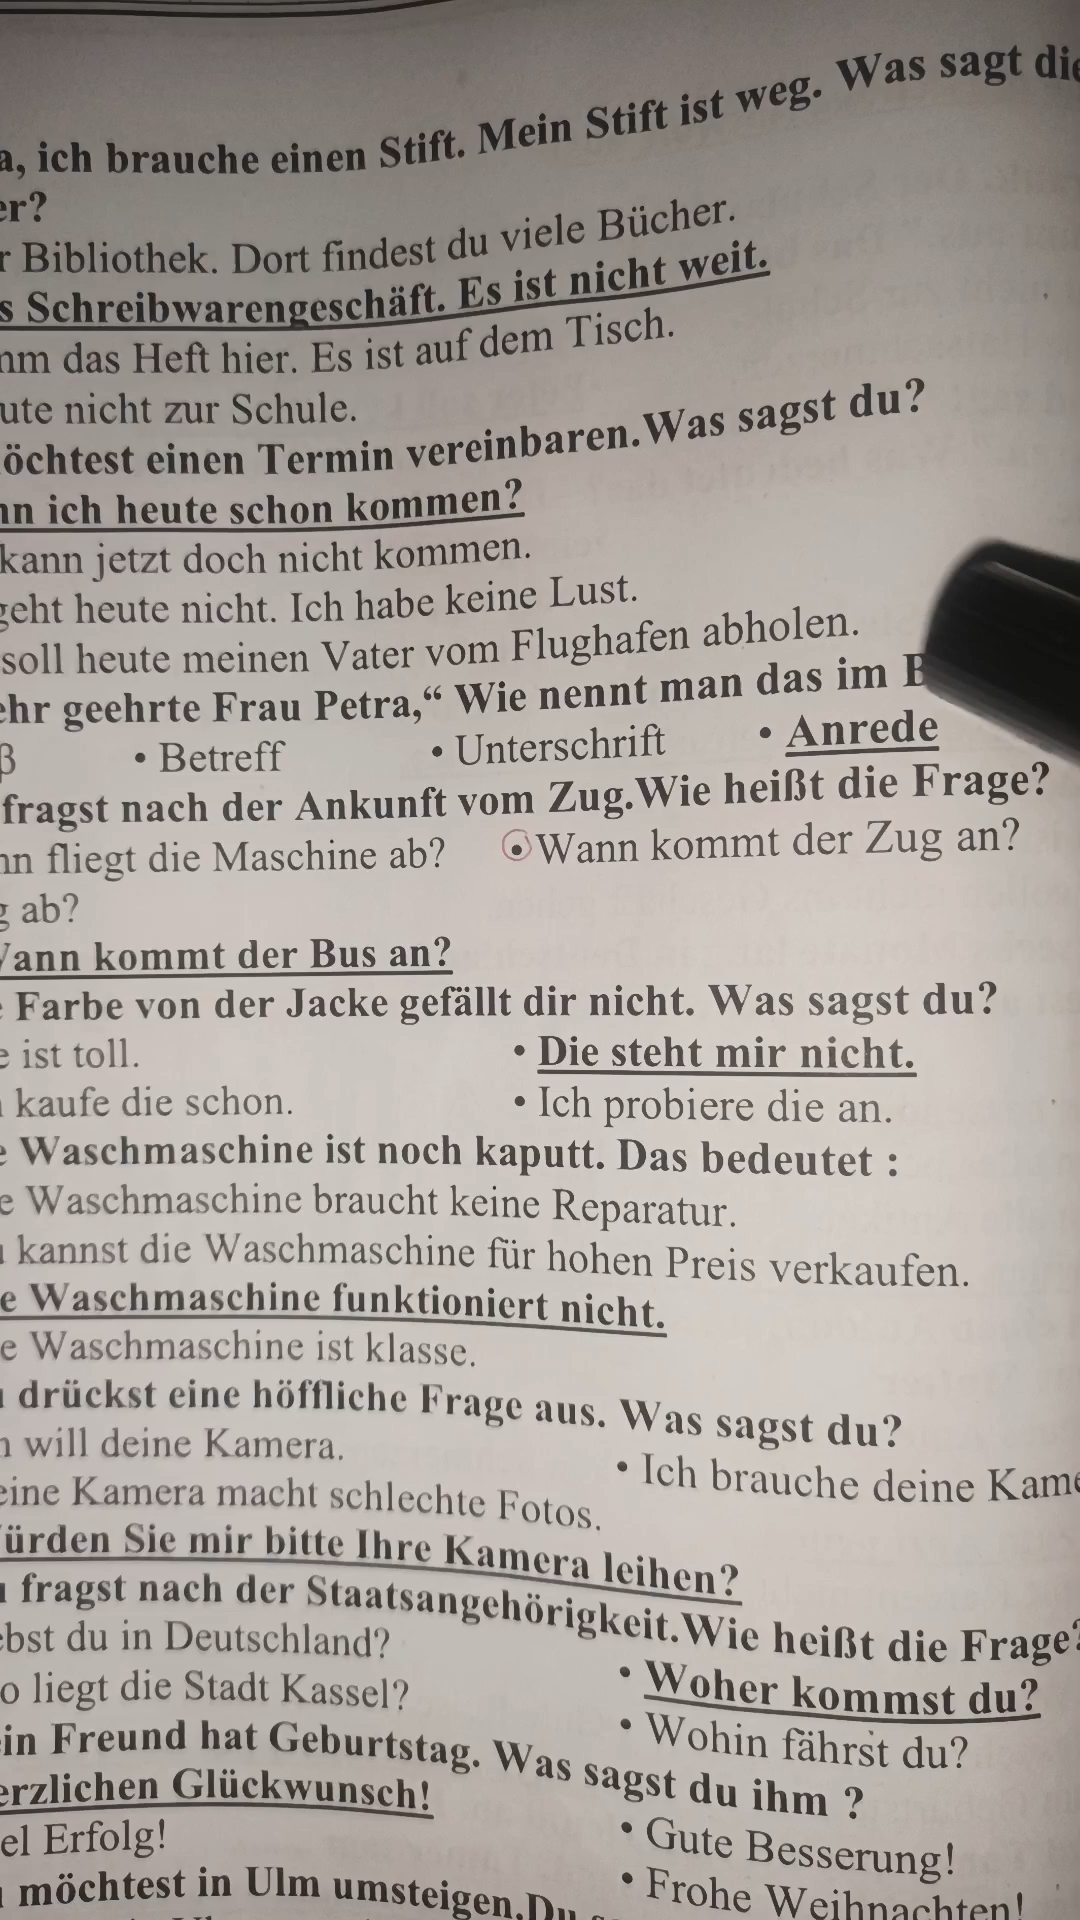 ich brauche einen Stift. Mein Stift ist weg. Was sagt die
er?
Bibliothek. Dort findest du viele Bücher.
s Schreibwarengeschäft. Es ist nicht weit.
das Heft hier. Es ist auf dem Tisch.
ute nicht zur Schule.
öchtest einen Termin vereinbaren.Was sagst du?
nn ich heute schon kommen?
kann jetzt doch nicht kommen.
geht heute nicht. Ich habe keine Lust.
soll heute meinen Vater vom Flughafen abholen.
ehr geehrte Frau Petra,“ Wie nennt man das im B
ß • Betreff • Unterschrift • Anrede
fragst nach der Ankunft vom Zug.Wie heißt die Frage?
nn fliegt die Maschine ab? • Wann kommt der Zug an?
g ab?
Wann kommt der Bus an?
e Farbe von der Jacke gefällt dir nicht. Was sagst du?
e ist toll. • Die steht mir nicht.
kaufe die schon. • Ich probiere die an.
e Waschmaschine ist noch kaputt. Das bedeutet :
e Waschmaschine braucht keine Reparatur.
kannst die Waschmaschine für hohen Preis verkaufen.
e Waschmaschine funktioniert nicht.
e Waschmaschine ist klasse.
drückst eine höffliche Frage aus. Was sagst du?
will deine Kamera. • Ich brauche deine Kame
eine Kamera macht schlechte Fotos.
ürden Sie mir bitte Ihre Kamera leihen?
fragst nach der Staatsangehörigkeit.Wie heißt die Frage?
ebst du in Deutschland? • Woher kommst du?
o liegt die Stadt Kassel? • Wohin fährst du?
ein Freund hat Geburtstag. Was sagst du ihm ?
erzlichen Glückwunsch! • Gute Besserung!
el Erfolg! • Frohe Weihnachten!
möchtest in Ulm umsteigen.Du